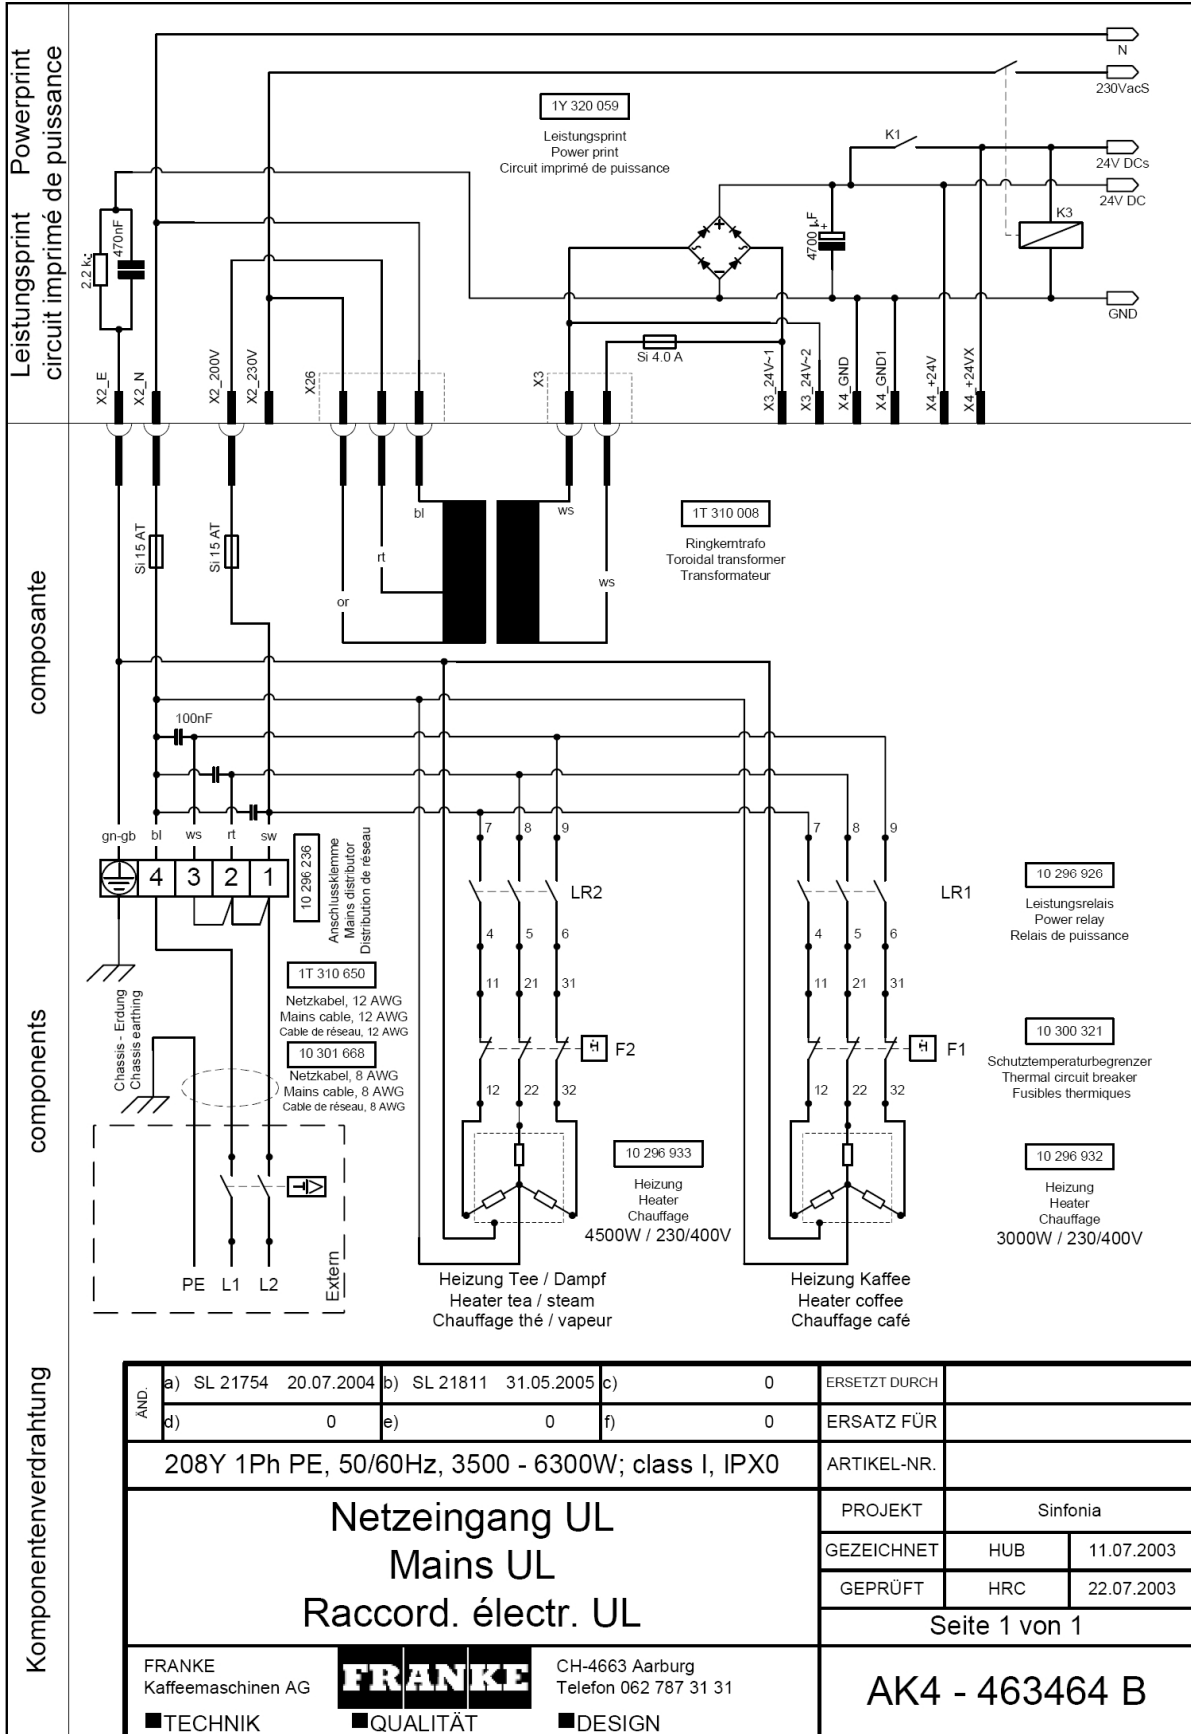 Leistungsprint Powerprint
circuit imprimé de puissance
composante
components
Komponentenverdrahtung
N
230VacS
1Y 320 059
Leistungsprint
Power print
Circuit imprimé de puissance
K1
24V DCs
24V DC
K3
470nF
4700 µF
+
GND
Si 4.0 A
X2_E
X2_N
X2_200V
X2_230V
X26
X3
X3_24V~1
X3_24V~2
X4_GND
X4_GND1
X4_+24V
X4_+24VX
bl
ws
1T 310 008
Ringkerntrafo
Toroidal transformer
Transformateur
Si 15 AT
Si 15 AT
rt
ws
or
100nF
gn-gb
bl
ws
rt
sw
4
3
2
1
10 296 236
Anschlussklemme
Mains distributor
Distribution de réseau
7
8
9
7
8
9
LR2
LR1
10 296 926
Leistungsrelais
Power relay
Relais de puissance
4
5
6
4
5
6
11
21
31
11
21
31
1T 310 650
Netzkabel, 12 AWG
Mains cable, 12 AWG
Cable de réseau, 12 AWG
10 301 668
Netzkabel, 8 AWG
Mains cable, 8 AWG
Cable de réseau, 8 AWG
Chassis - Erdung
Chassis earthing
F2
F1
10 300 321
Schutztemperaturbegrenzer
Thermal circuit breaker
Fusibles thermiques
12
22
32
12
22
32
10 296 933
Heizung
Heater
Chauffage
4500W / 230/400V
10 296 932
Heizung
Heater
Chauffage
3000W / 230/400V
PE
L1
L2
Extern
Heizung Tee / Dampf
Heater tea / steam
Chauffage thé / vapeur
Heizung Kaffee
Heater coffee
Chauffage café
ÄND.
a) SL 21754 20.07.2004
b) SL 21811 31.05.2005
c) 0
d) 0
e) 0
f) 0
ERSETZT DURCH
ERSATZ FÜR
208Y 1Ph PE, 50/60Hz, 3500 - 6300W; class I, IPX0
ARTIKEL-NR.
Netzeingang UL
Mains UL
Raccord. électr. UL
PROJEKT Sinfonia
GEZEICHNET HUB 11.07.2003
GEPRÜFT HRC 22.07.2003
Seite 1 von 1
FRANKE
Kaffeemaschinen AG
FRANKE
CH-4663 Aarburg
Telefon 062 787 31 31
TECHNIK
QUALITÄT
DESIGN
AK4 - 463464 B